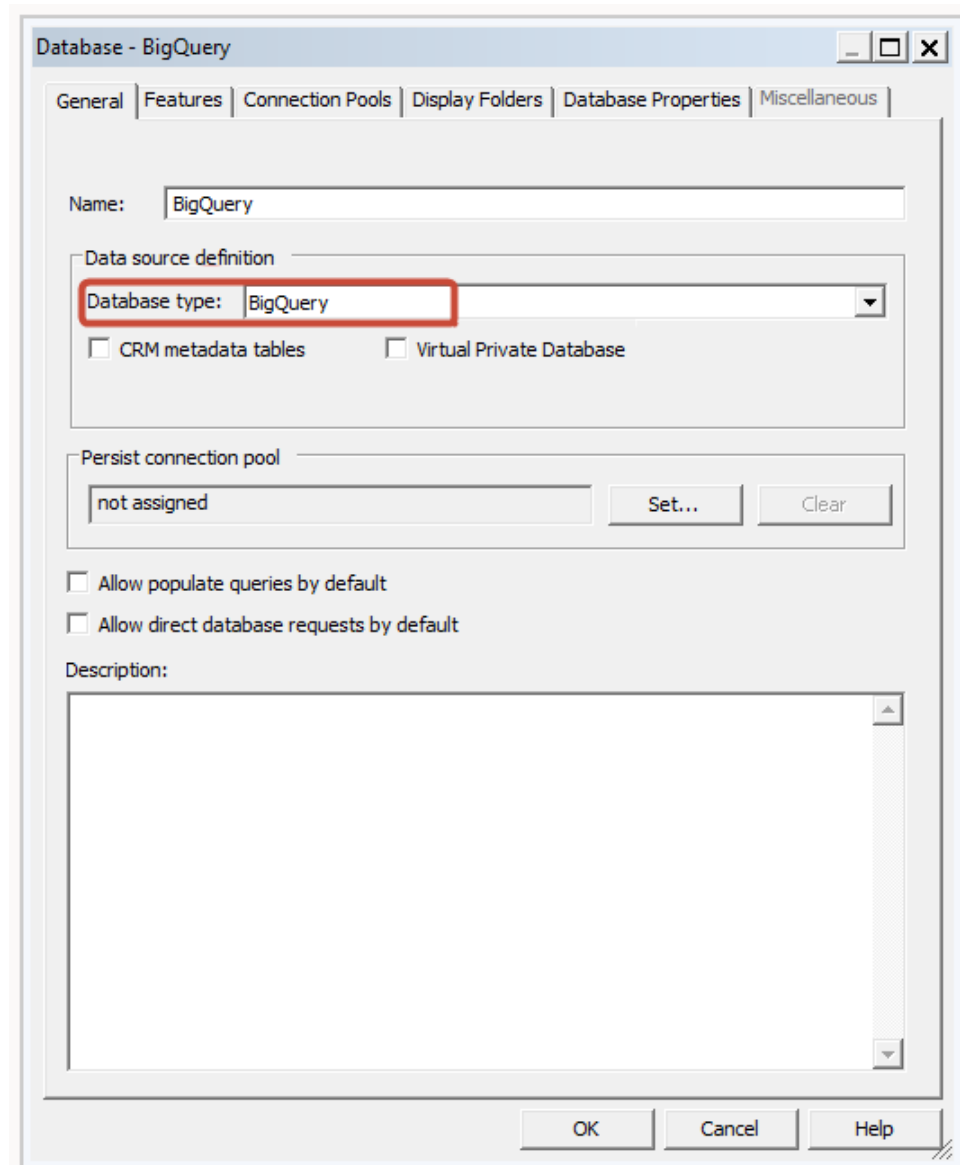 Database - BigQuery
General Features Connection Pools Display Folders Database Properties Miscellaneous
Name: BigQuery
Data source definition
Database type: BigQuery
CRM metadata tables Virtual Private Database
Persist connection pool
not assigned Set... Clear
Allow populate queries by default
Allow direct database requests by default
Description:
OK Cancel Help